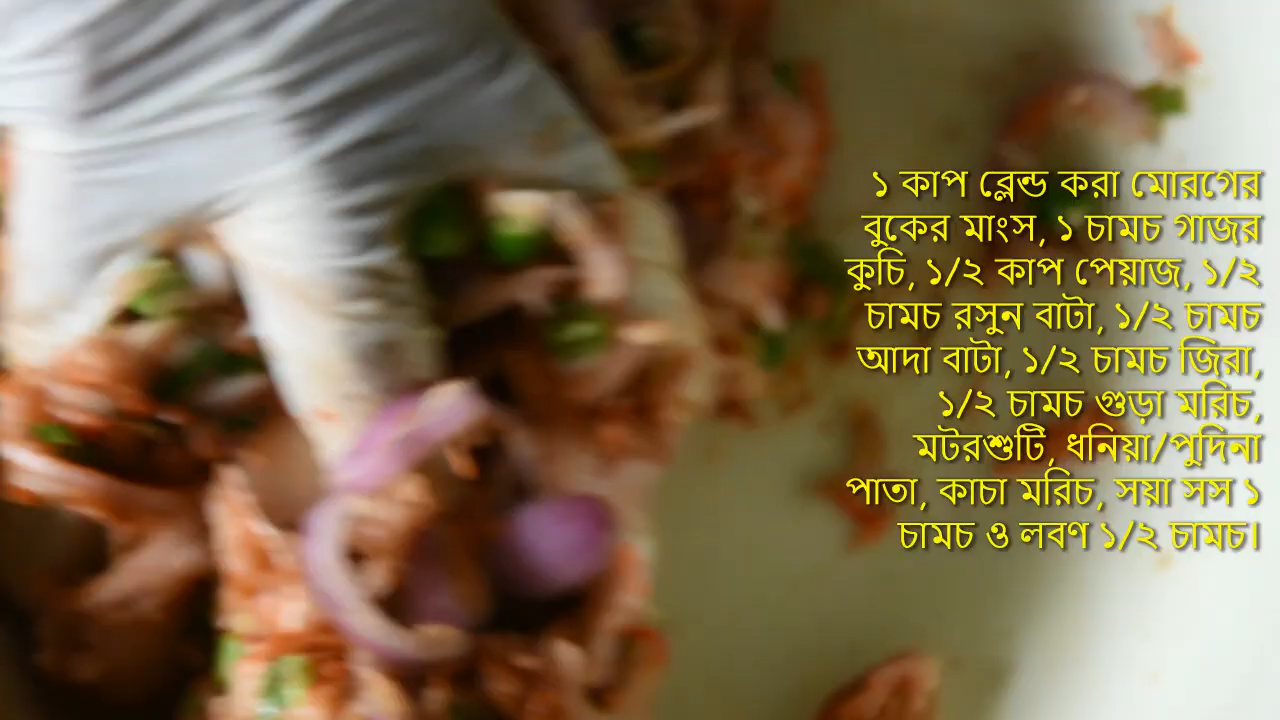 ১ কাপ ব্লেন্ড করা মোরগের
বুকের মাংস, ১ চামচ গাজর
কুচি, ১/২ কাপ পেয়াজ, ১/২
চামচ রসুন বাটা, ১/২ চামচ
আদা বাটা, ১/২ চামচ জিরা,
১/২ চামচ গুড়া মরিচ,
মটরশুটি, ধনিয়া/পুদিনা
পাতা, কাচা মরিচ, সয়া সস ১
চামচ ও লবণ ১/২ চামচ।